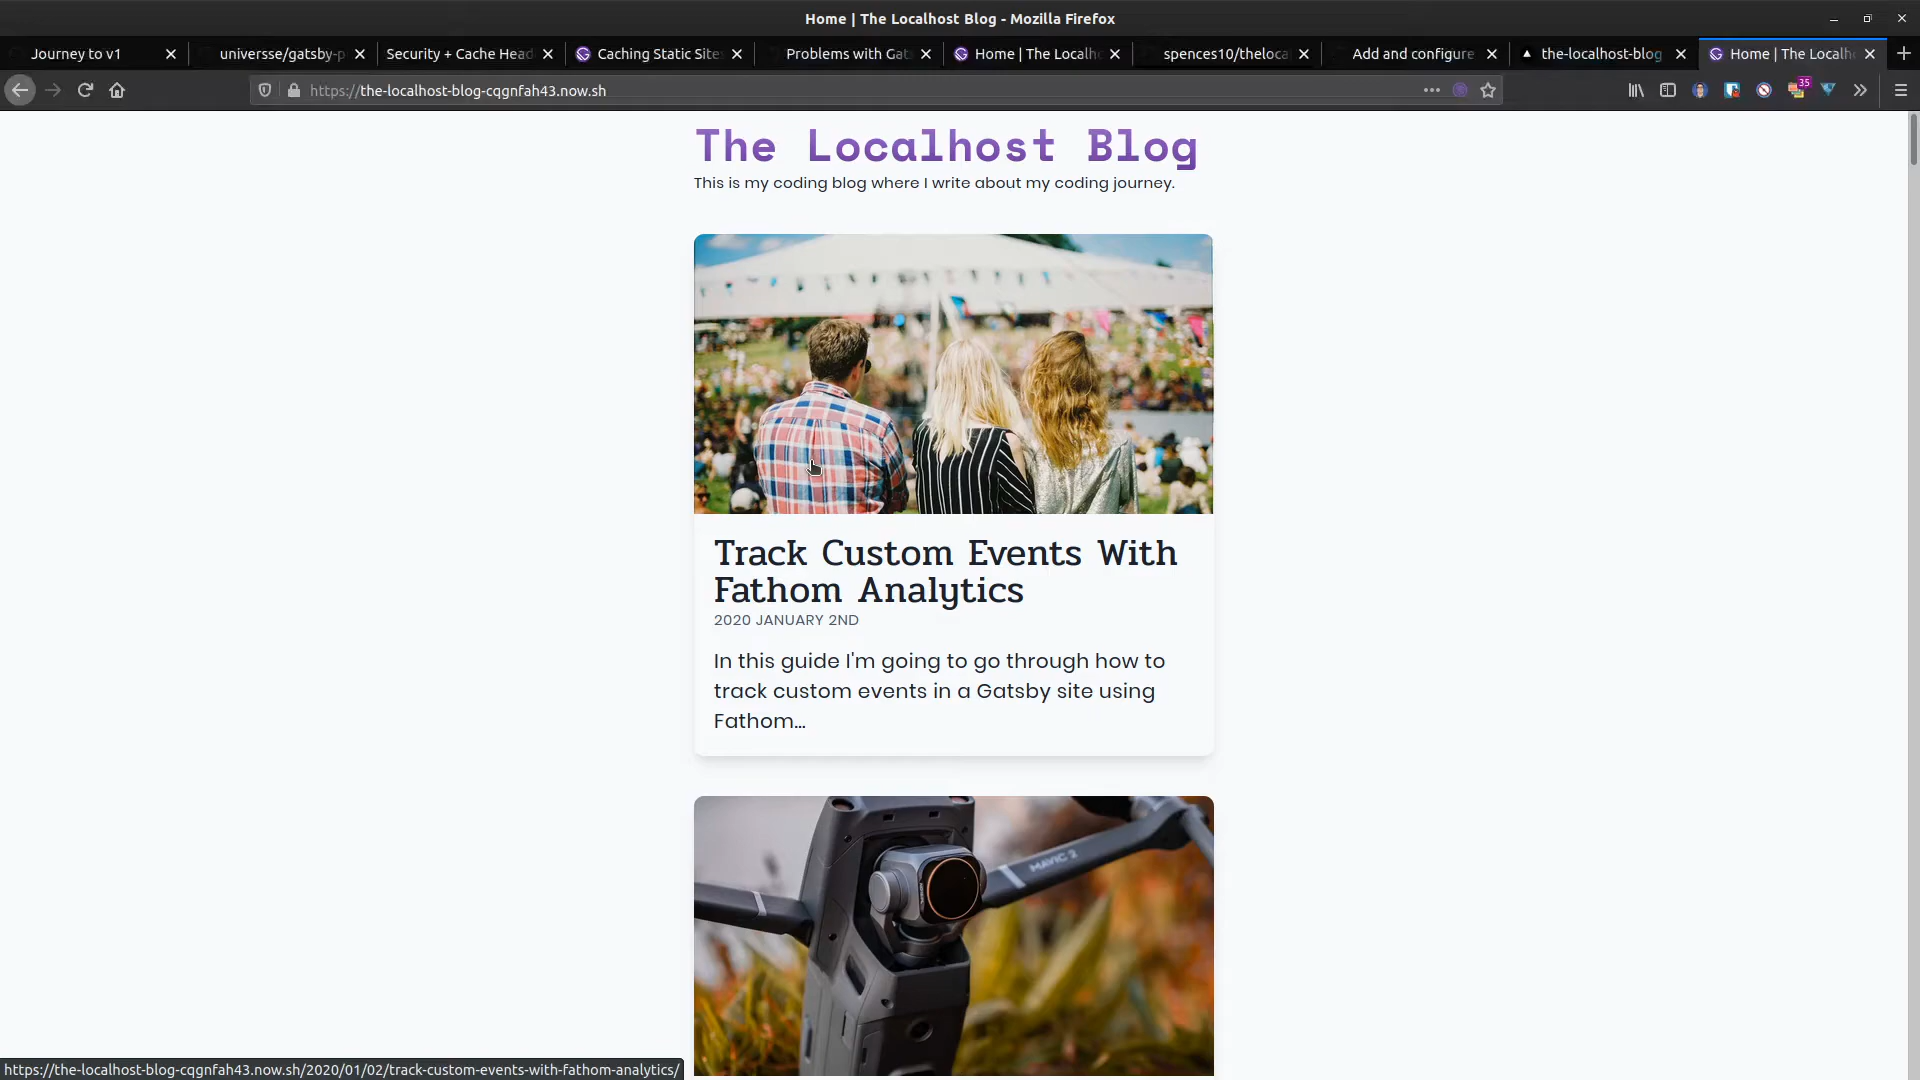 Home | The Localhost Blog - Mozilla Firefox
Journey to v1
universse/gatsby-p
Security + Cache Head
Caching Static Sites
Problems with Gat
Home | The Localh
spences10/theloca
Add and configure
the-localhost-blog
Home | The Localh
https://the-localhost-blog-cqgnfah43.now.sh
35
The Localhost Blog
This is my coding blog where I write about my coding journey.
Track Custom Events With
Fathom Analytics
2020 JANUARY 2ND
In this guide I'm going to go through how to
track custom events in a Gatsby site using
Fathom...
MAVIC 2
https://the-localhost-blog-cqgnfah43.now.sh/2020/01/02/track-custom-events-with-fathom-analytics/